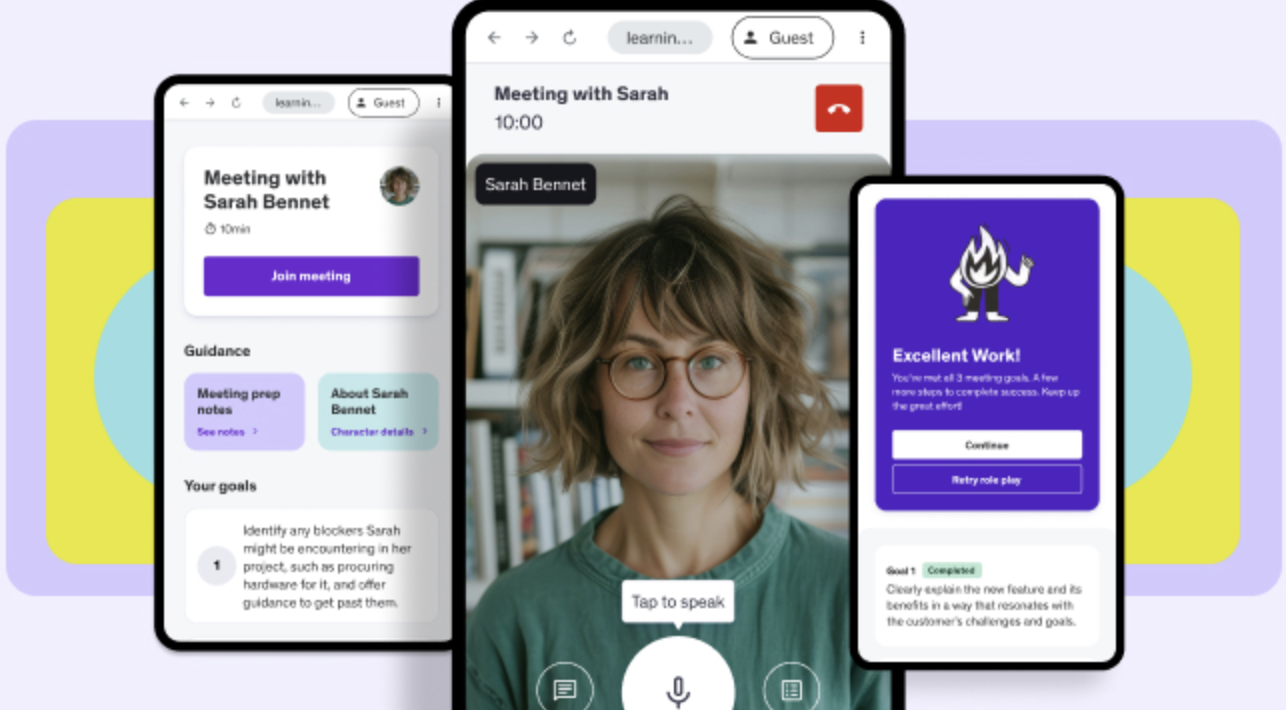 learnin...
Guest
Meeting with
Sarah Bennet
10min
Join meeting
Guidance
Meeting prep
notes
See notes
About Sarah
Bennet
Character details
Your goals
1
Identify any blockers Sarah
might be encountering in her
project, such as procuring
hardware for it, and offer
guidance to get past them.
learnin...
Guest
Meeting with Sarah
10:00
Sarah Bennet
Tap to speak
Excellent Work!
You've met all 3 meeting goals. A few
more steps to complete success. Keep up
the great effort!
Continue
Retry role play
Goal 1 Completed
Clearly explain the new feature and its
benefits in a way that resonates with
the customer's challenges and goals.